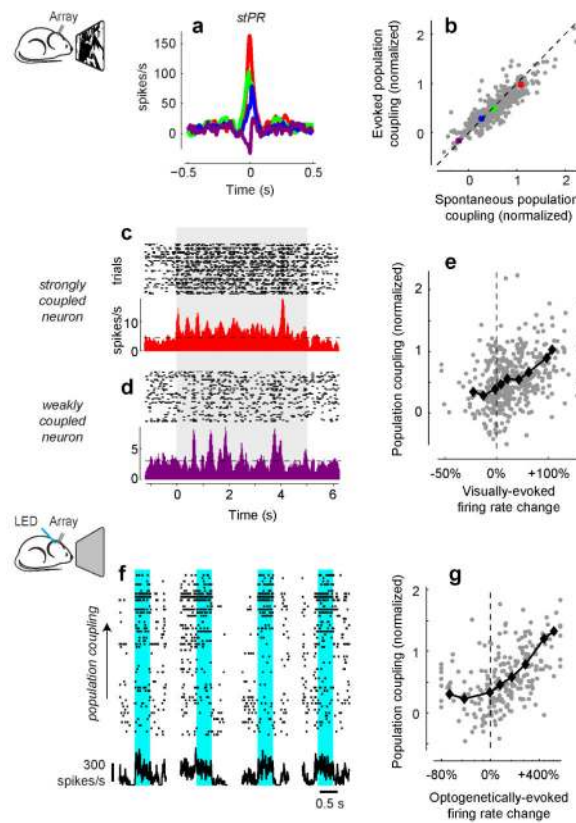 Array
a
stPR
spikes/s
150
100
50
0
−0.5
0
0.5
Time (s)
b
Evoked population
coupling (normalized)
2
1
0
0
1
2
Spontaneous population
coupling (normalized)
c
strongly
coupled
neuron
trials
spikes/s
10
0
d
weakly
coupled
neuron
5
0
0
2
4
6
Time (s)
e
Population coupling (normalized)
2
1
0
-50%
0%
+100%
Visually-evoked
firing rate change
LED
Array
f
population coupling
300
spikes/s
0.5 s
g
Population coupling (normalized)
2
1
0
-80%
0%
+400%
Optogenetically-evoked
firing rate change